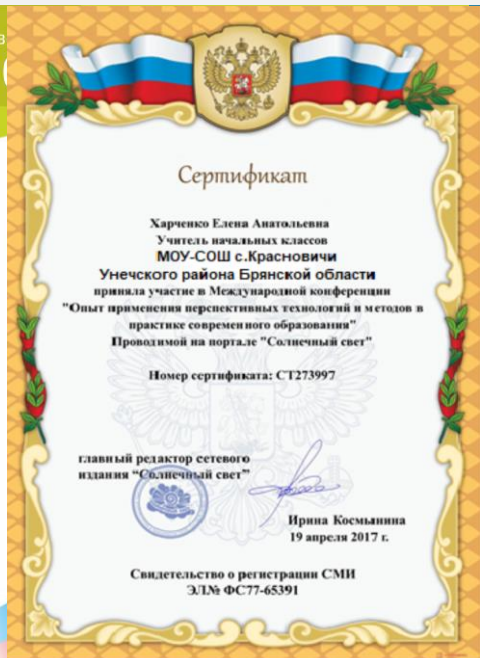 Сертификат
Харченко Елена Анатольевна
Учитель начальных классов
МОУ-СОШ с.Красновичи
Унечского района Брянской области
приняла участие в Международной конференции
"Опыт применения перспективных технологий и методов в
практике современного образования"
Проводимой на портале "Солнечный свет"
Номер сертификата: СТ273997
главный редактор сетевого
издания “Солнечный свет”
Ирина Космынина
19 апреля 2017 г.
Свидетельство о регистрации СМИ
ЭЛ№ ФС77-65391